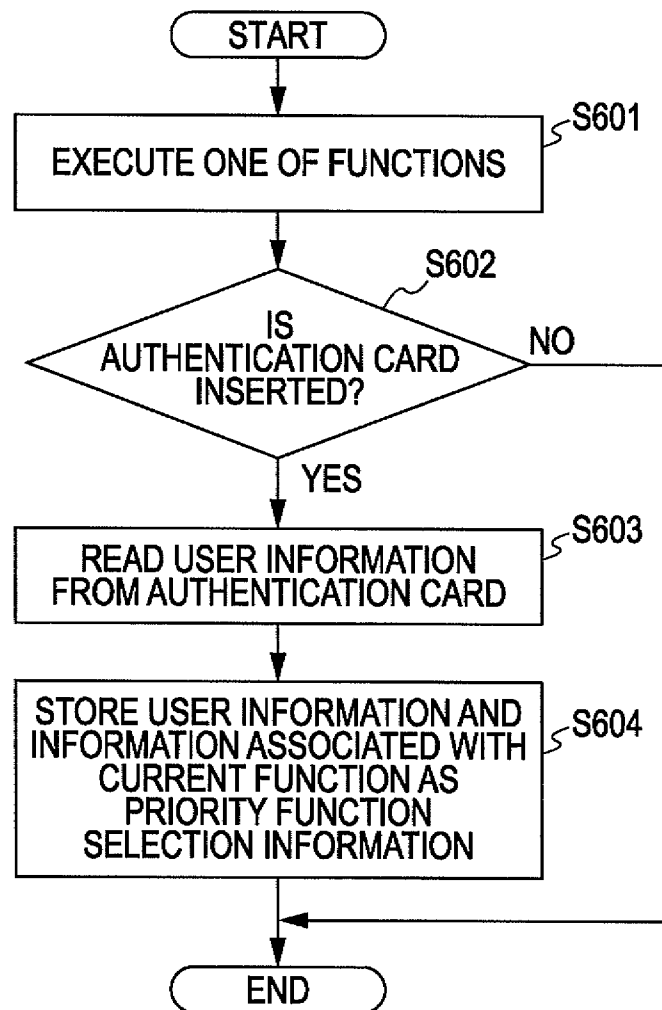 START
S601
EXECUTE ONE OF FUNCTIONS
S602
IS
AUTHENTICATION CARD
INSERTED?
NO
YES
S603
READ USER INFORMATION
FROM AUTHENTICATION CARD
S604
STORE USER INFORMATION AND
INFORMATION ASSOCIATED WITH
CURRENT FUNCTION AS
PRIORITY FUNCTION
SELECTION INFORMATION
END